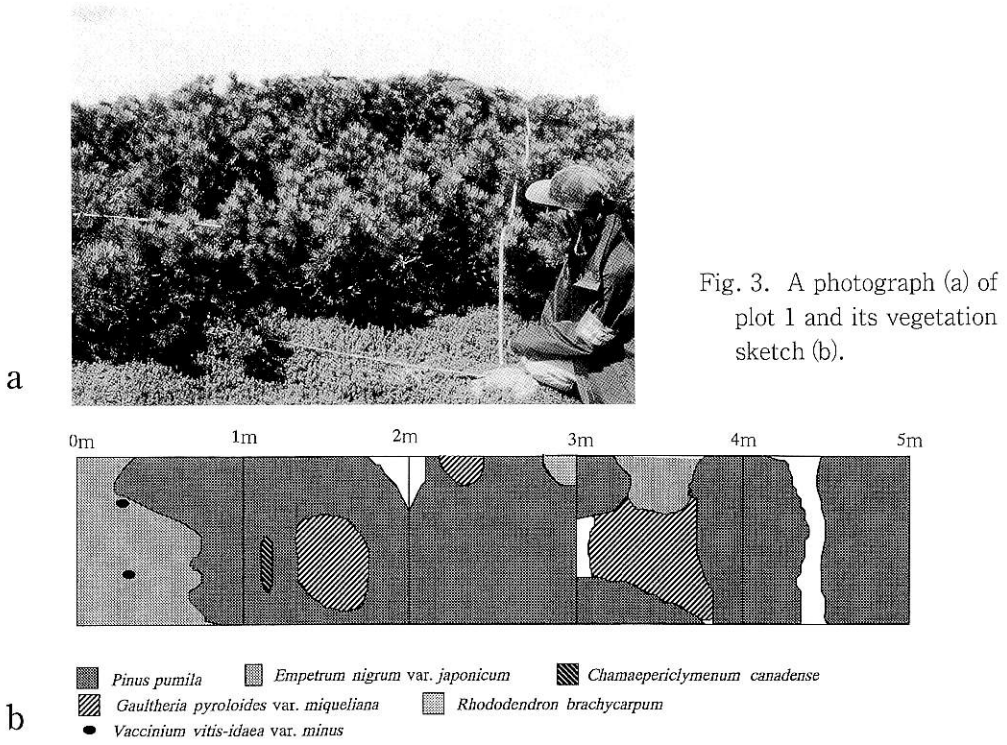 Fig. 3. A photograph (a) of
plot 1 and its vegetation
sketch (b).
a
0m 1m 2m 3m 4m 5m
Pinus pumila Empetrum nigrum var. japonicum Chamaepericlymenum canadense
Gaultheria pyroloides var. miqueliana Rhododendron brachycarpum
b
Vaccinium vitis-idaea var. minus